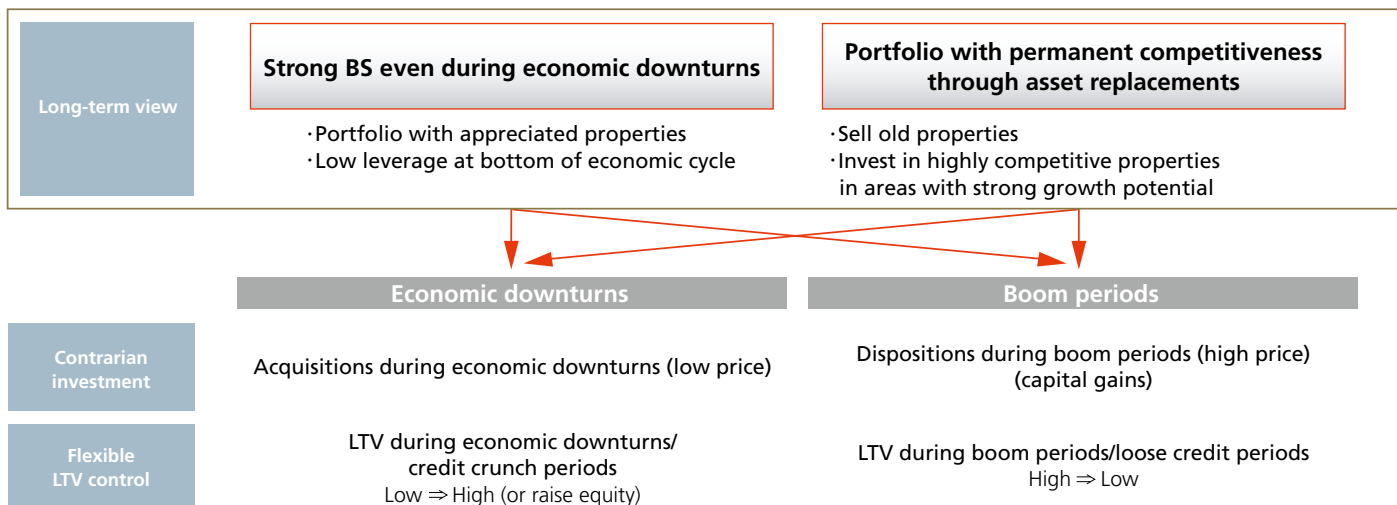 Long-term view
Strong BS even during economic downturns
·Portfolio with appreciated properties
·Low leverage at bottom of economic cycle
Portfolio with permanent competitiveness
through asset replacements
·Sell old properties
·Invest in highly competitive properties
in areas with strong growth potential
Economic downturns
Boom periods
Contrarian
investment
Acquisitions during economic downturns (low price)
Dispositions during boom periods (high price)
(capital gains)
Flexible
LTV control
LTV during economic downturns/
credit crunch periods
Low ⇒ High (or raise equity)
LTV during boom periods/loose credit periods
High ⇒ Low